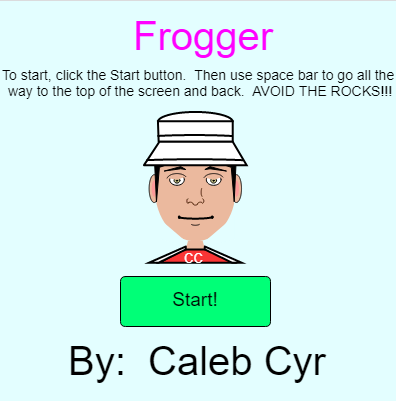 Frogger
To start, click the Start button.  Then use space bar to go all the
way to the top of the screen and back.  AVOID THE ROCKS!!!
CC
Start!
By:  Caleb Cyr